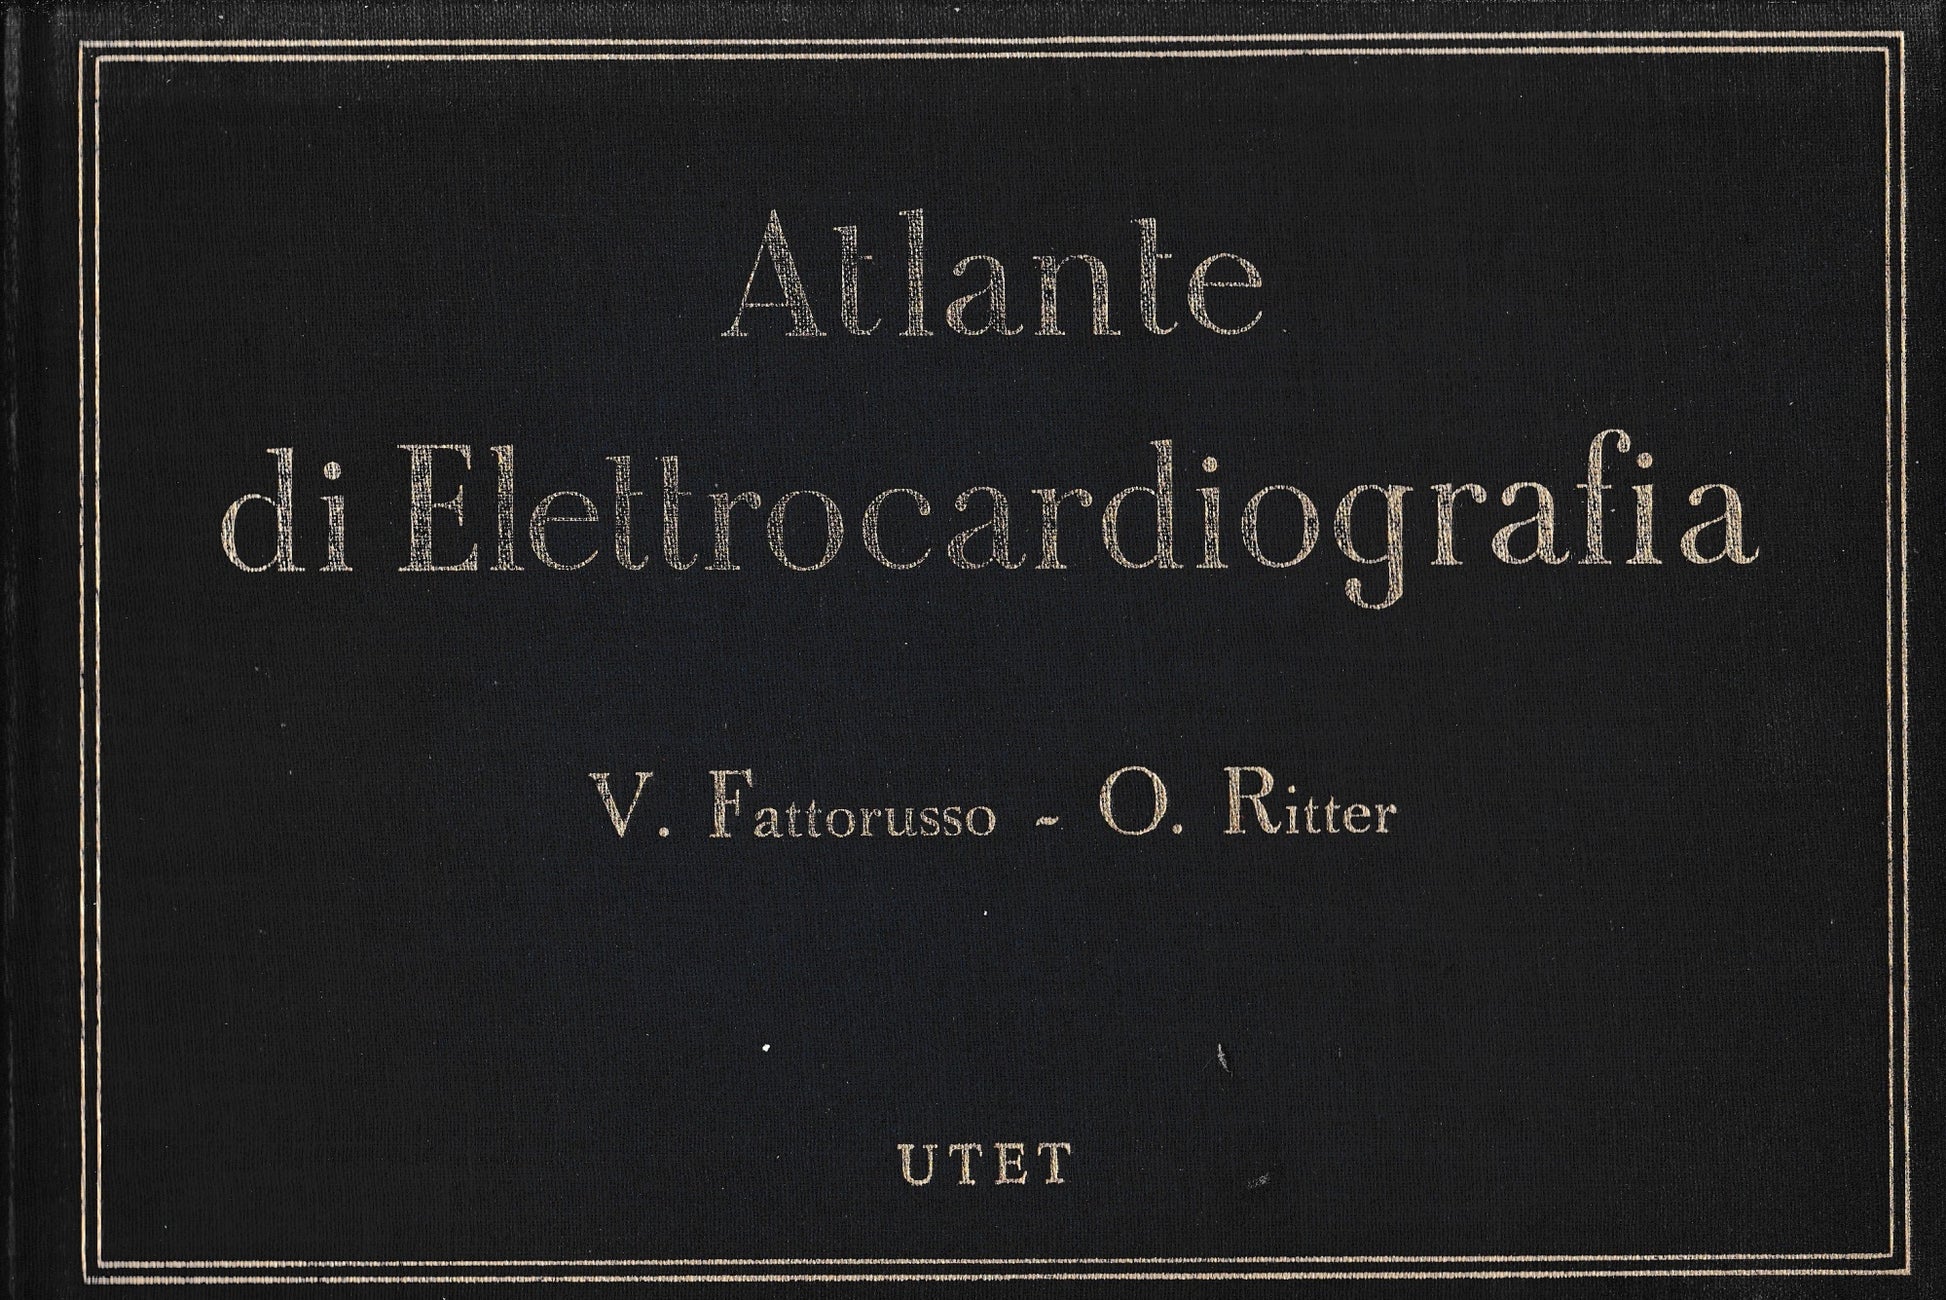 Atlante
di Elettrocardiografia
V. Fattorusso - O. Ritter
UTET